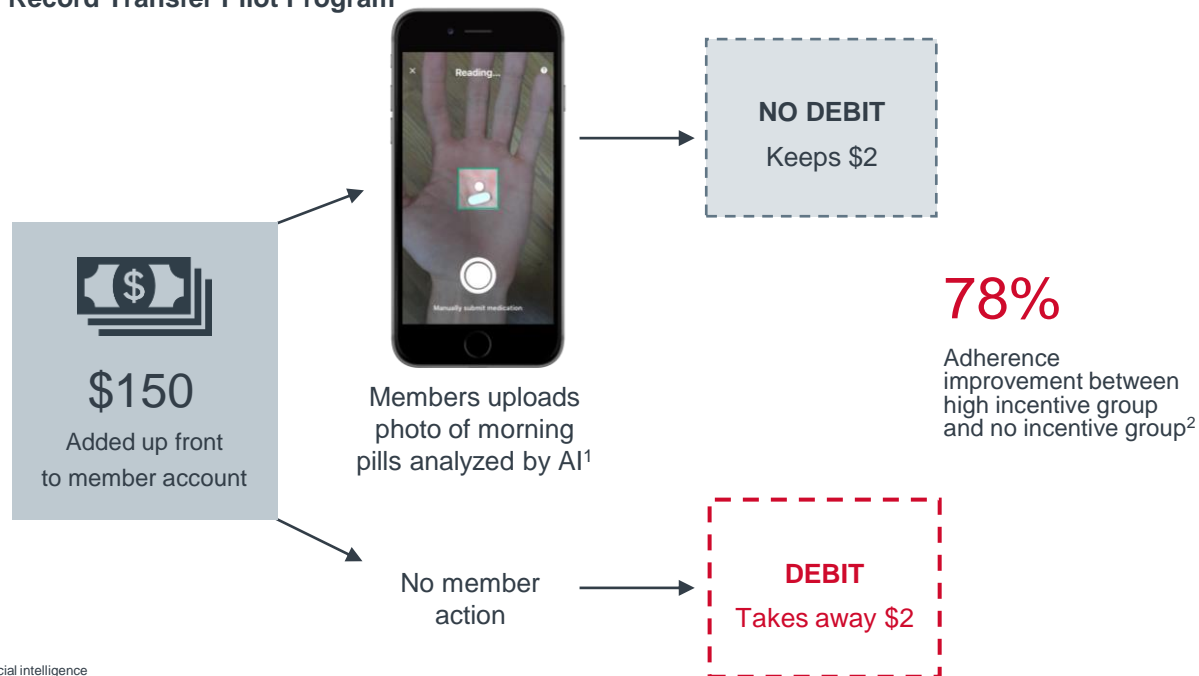 Record Transfer Pilot Program
Reading...
Manually submit medication
NO DEBIT
Keeps $2
$
$150
Added up front
to member account
Members uploads
photo of morning
pills analyzed by AI1
78%
Adherence
improvement between
high incentive group
and no incentive group2
No member
action
DEBIT
Takes away $2
intelligence